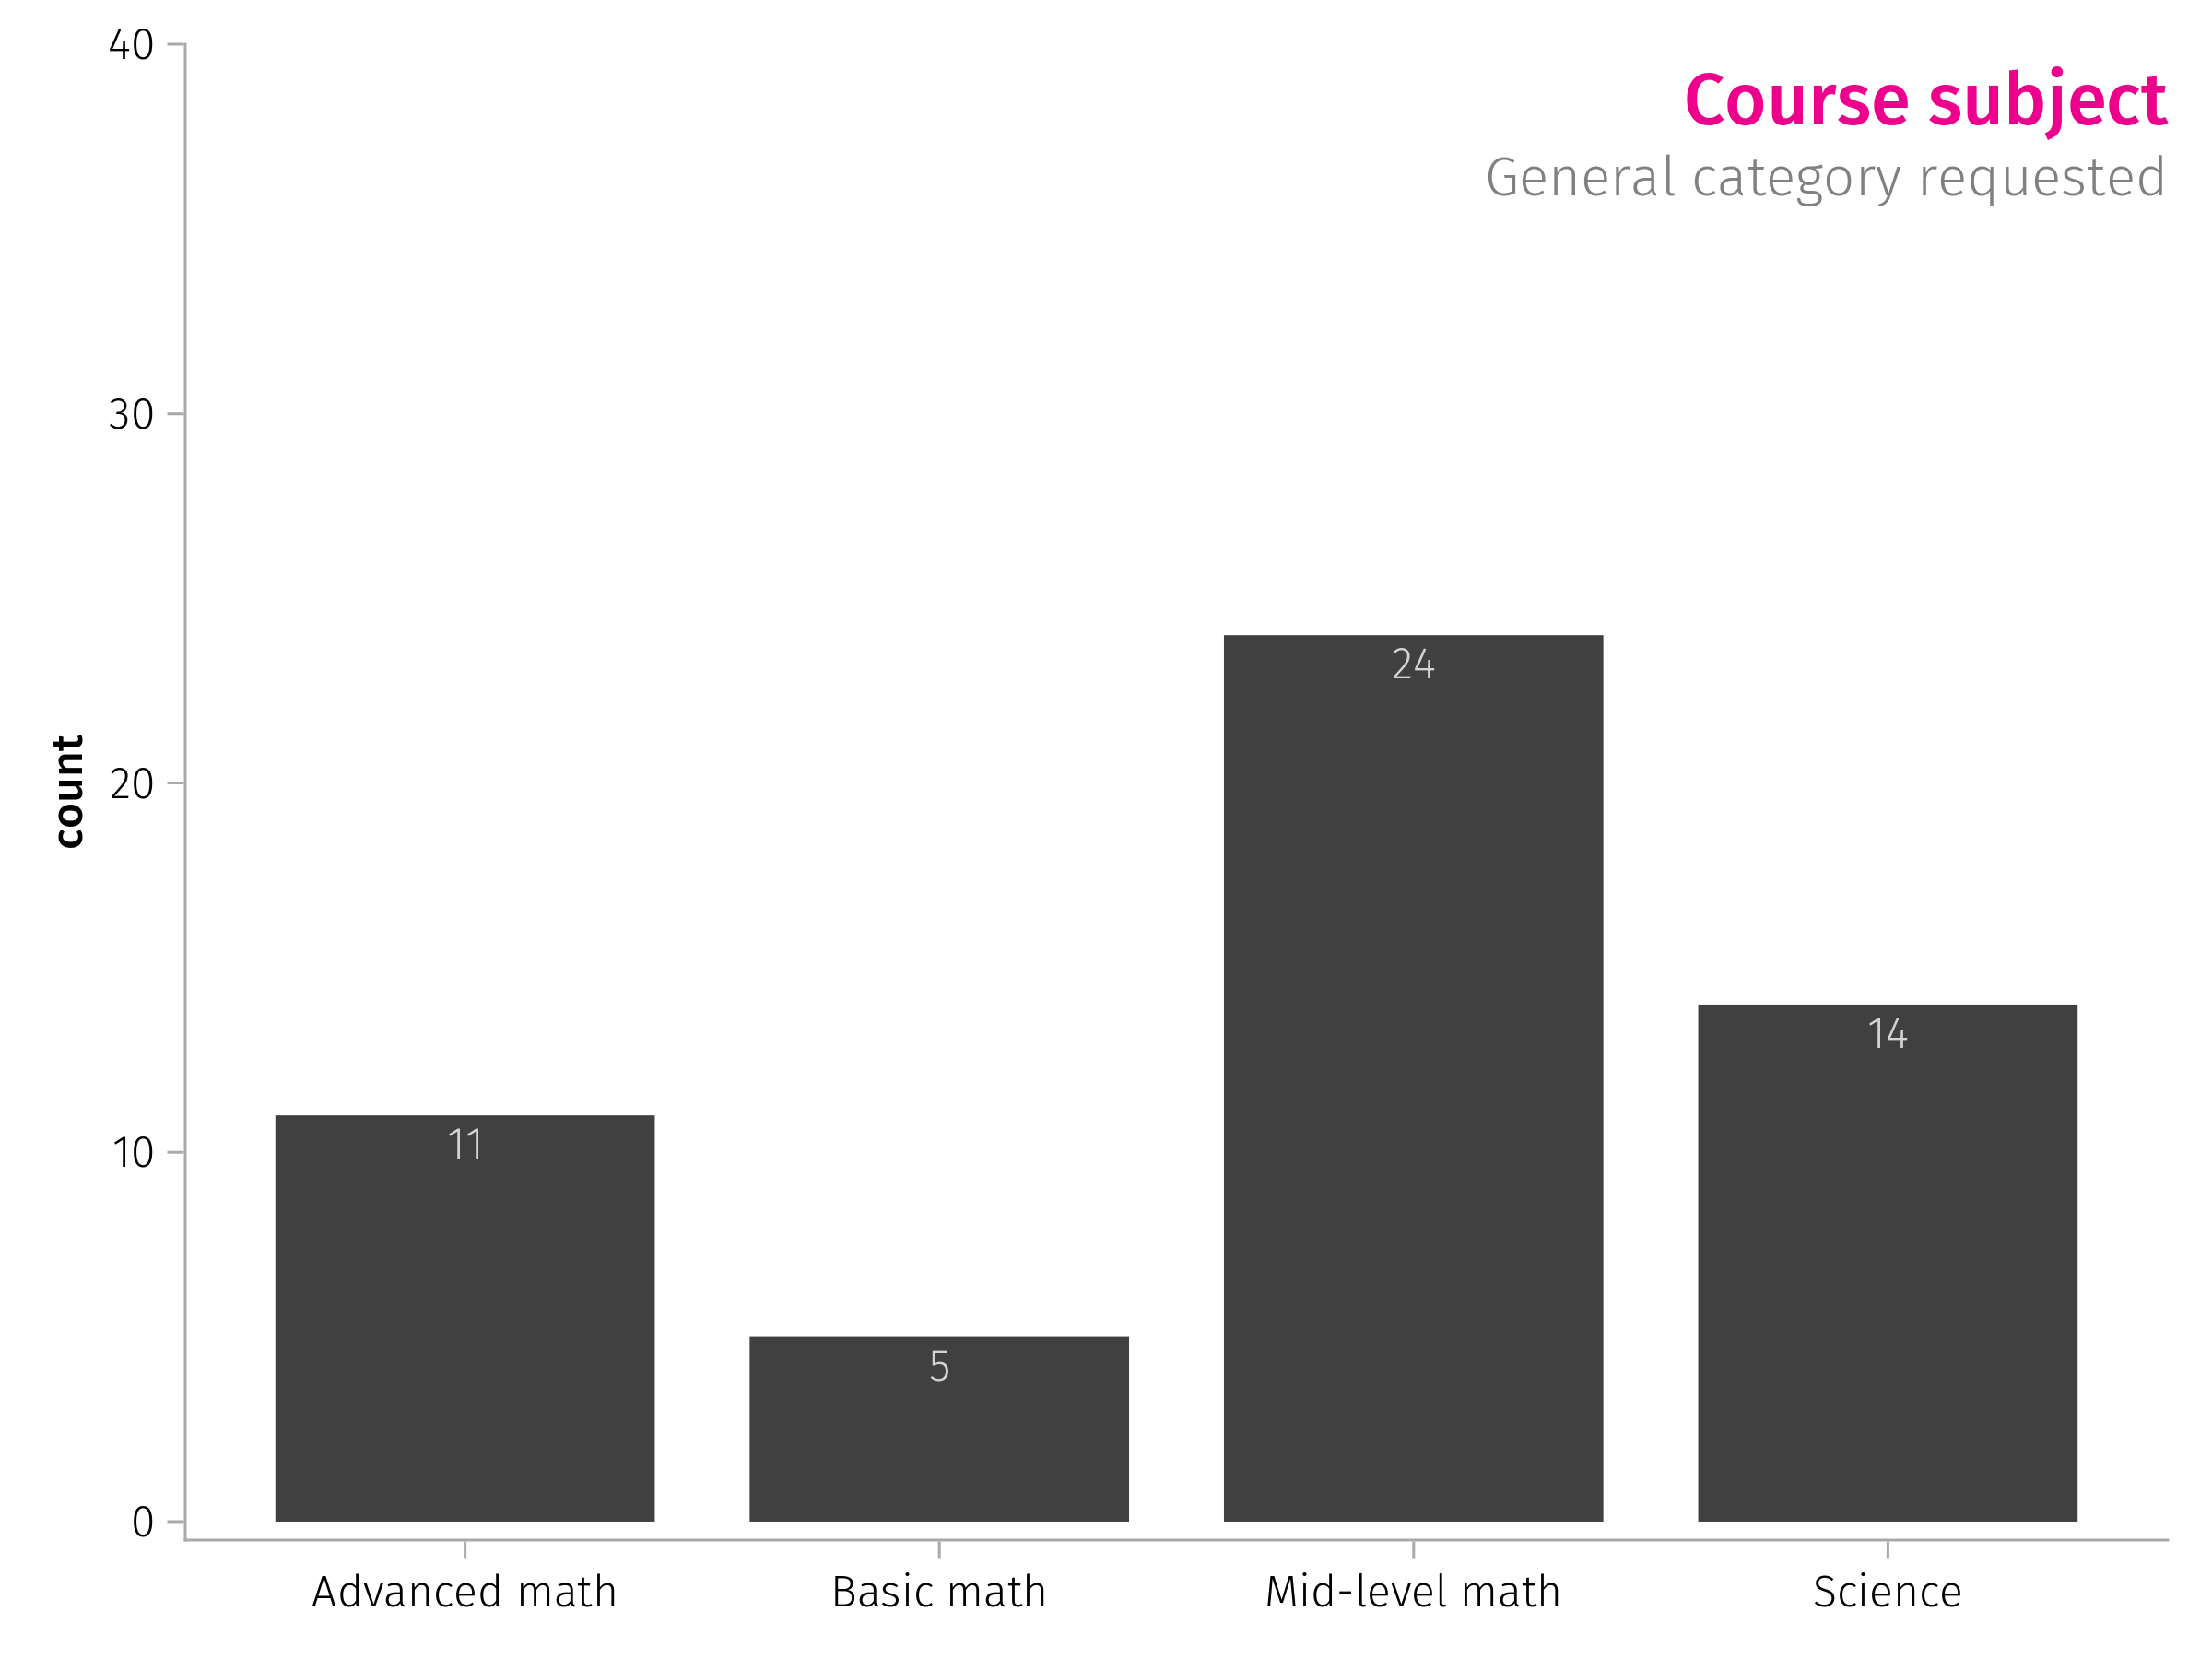 Course subject
General category requested
count
40
30
20
10
0
11
5
24
14
Advanced math
Basic math
Mid-level math
Science